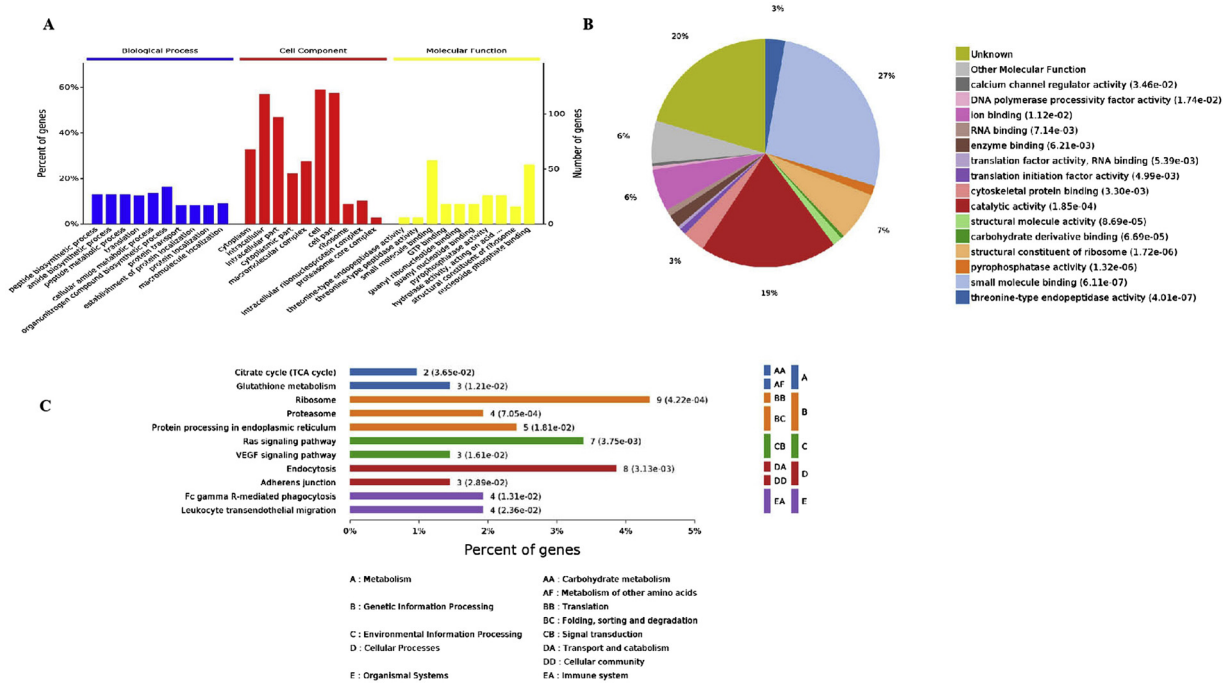 A
Biological Process
Cell Component
Molecular Function
60%
40%
20%
0%
Percent of genes
100
50
0
Number of genes
peptide biosynthetic process
amide biosynthetic process
peptide metabolic process
translation
cellular amide metabolic process
organonitrogen compound biosynthetic process
protein transport
establishment of protein localization
protein localization
macromolecule localization
cytoplasm
intracellular
intracellular part
cytoplasmic part
macromolecular complex
cell
cell part
ribosome
intracellular ribonucleoprotein complex
proteasome core complex
threonine-type endopeptidase activity
threonine-type peptidase activity
small molecule binding
GTP binding
guanyl ribonucleotide binding
guanyl nucleotide binding
pyrophosphatase activity
hydrolase activity, acting on acid ...
structural constituent of ribosome
nucleoside phosphate binding
B
3%
27%
7%
19%
3%
6%
6%
20%
Unknown
Other Molecular Function
calcium channel regulator activity (3.46e-02)
DNA polymerase processivity factor activity (1.74e-02)
ion binding (1.12e-02)
RNA binding (7.14e-03)
enzyme binding (6.21e-03)
translation factor activity, RNA binding (5.39e-03)
translation initiation factor activity (4.99e-03)
cytoskeletal protein binding (3.30e-03)
catalytic activity (1.85e-04)
structural molecule activity (8.69e-05)
carbohydrate derivative binding (6.69e-05)
structural constituent of ribosome (1.72e-06)
pyrophosphatase activity (1.32e-06)
small molecule binding (6.11e-07)
threonine-type endopeptidase activity (4.01e-07)
C
Citrate cycle (TCA cycle) 2 (3.65e-02)
Glutathione metabolism 3 (1.21e-02)
Ribosome 9 (4.22e-04)
Proteasome 4 (7.05e-04)
Protein processing in endoplasmic reticulum 5 (1.81e-02)
Ras signaling pathway 7 (3.75e-03)
VEGF signaling pathway 3 (1.61e-02)
Endocytosis 8 (3.13e-03)
Adherens junction 3 (2.89e-02)
Fc gamma R-mediated phagocytosis 4 (1.31e-02)
Leukocyte transendothelial migration 4 (2.36e-02)
0% 1% 2% 3% 4% 5%
Percent of genes
AA
AF
A
BB
BC
B
CB
C
DA
DD
D
EA
E
A : Metabolism AA : Carbohydrate metabolism
AF : Metabolism of other amino acids
B : Genetic Information Processing BB : Translation
BC : Folding, sorting and degradation
C : Environmental Information Processing CB : Signal transduction
D : Cellular Processes DA : Transport and catabolism
DD : Cellular community
E : Organismal Systems EA : Immune system